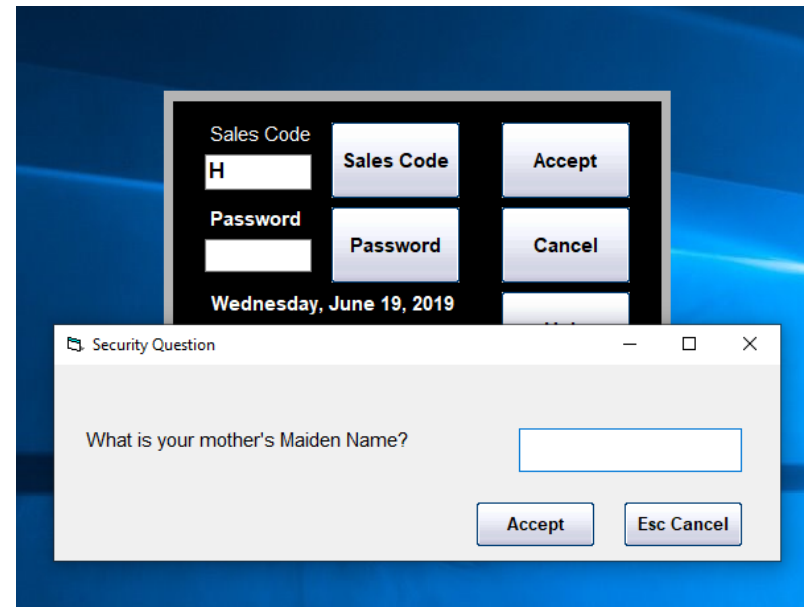 Sales Code
H
Sales Code
Accept
Password
Password
Cancel
Wednesday, June 19, 2019
Security Question
What is your mother's Maiden Name?
Accept
Esc Cancel